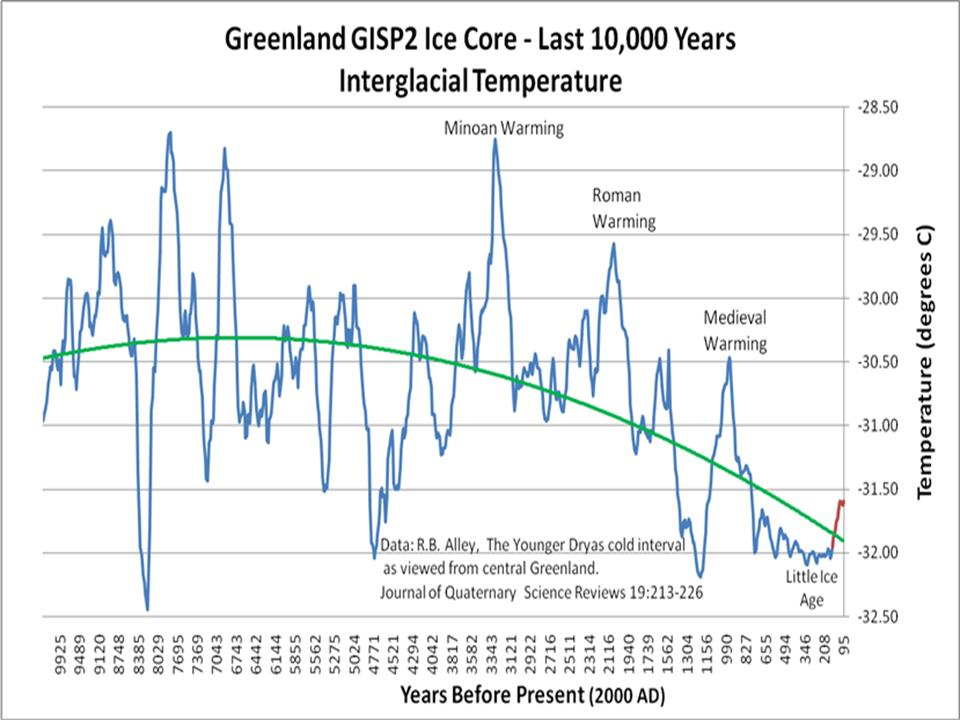 Greenland GISP2 Ice Core - Last 10,000 Years
Interglacial Temperature
-28.50
Minoan Warming
-29.00
Roman
Warming
-29.50
-30.00
Medieval
Warming
-30.50
-31.00
-31.50
Data: R.B. Alley, The Younger Dryas cold interval
as viewed from central Greenland.
Journal of Quaternary Science Reviews 19:213-226
-32.00
Little Ice
Age
-32.50
Temperature (degrees C)
9925 9489 9120 8748 8385 8029 7695 7369 7043 6743 6442 6144 5855 5562 5275 5024 4771 4521 4294 4042 3817 3582 3343 3121 2922 2716 2511 2314 2116 1940 1739 1562 1304 1156 990 827 655 494 346 208 95
Years Before Present (2000 AD)